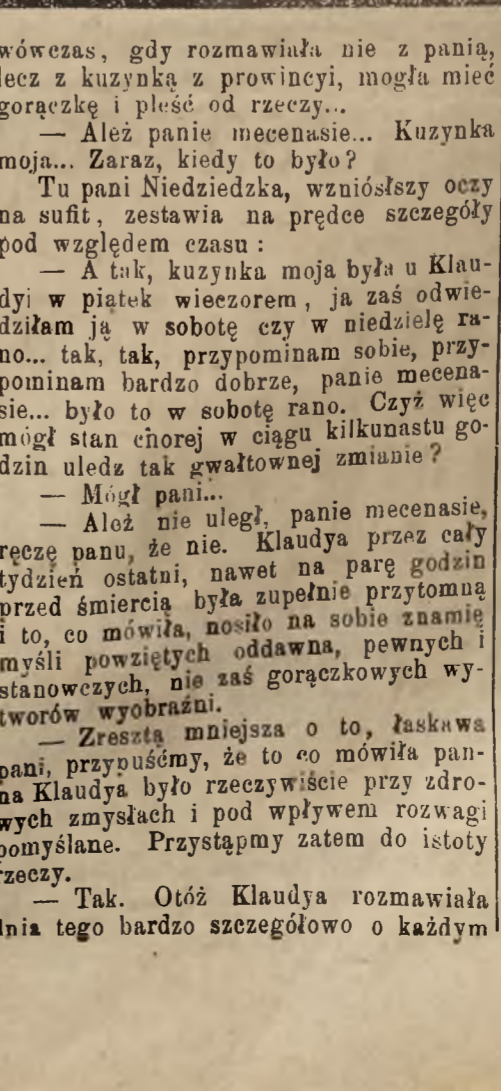 wówczas, gdy rozmawiała nie z panią,
lecz z kuzynką z prowincyi, mogła mieć
gorączkę i pleść od rzeczy...
— Ależ panie mecenasie... Kuzynka
moja... Zaraz, kiedy to było?
Tu pani Niedziedzka, wzniósłszy oczy
na sufit, zestawia na prędce szczegóły
pod względem czasu :
— A tak, kuzynka moja była u Klau-
dyi w piątek wieczorem, ja zaś odwie-
dziłam ją w sobotę czy w niedzielę ra-
no... tak, tak, przypominam sobie, przy-
pominam bardzo dobrze, panie mecena-
sie... było to w sobotę rano. Czyż więc
mógł stan chorej w ciągu kilkunastu go-
dzin uledz tak gwałtownej zmianie?
— Mógł pani...
— Ależ nie uległ, panie mecenasie,
ręczę panu, że nie. Klaudya przez cały
tydzień ostatni, nawet na parę godzin
przed śmiercią była zupełnie przytomną
i to, co mówiła, nosiło na sobie znamię
myśli powziętych oddawna, pewnych i
stanowczych, nie zaś gorączkowych wy-
tworów wyobraźni.
— Zresztą mniejsza o to, łaskawa
pani, przypuśćmy, że to co mówiła pan-
na Klaudya było rzeczywiście przy zdro-
wych zmysłach i pod wpływem rozwagi
pomyślane. Przystąpmy zatem do istoty
rzeczy.
— Tak. Otóż Klaudya rozmawiała
dnia tego bardzo szczegółowo o każdym